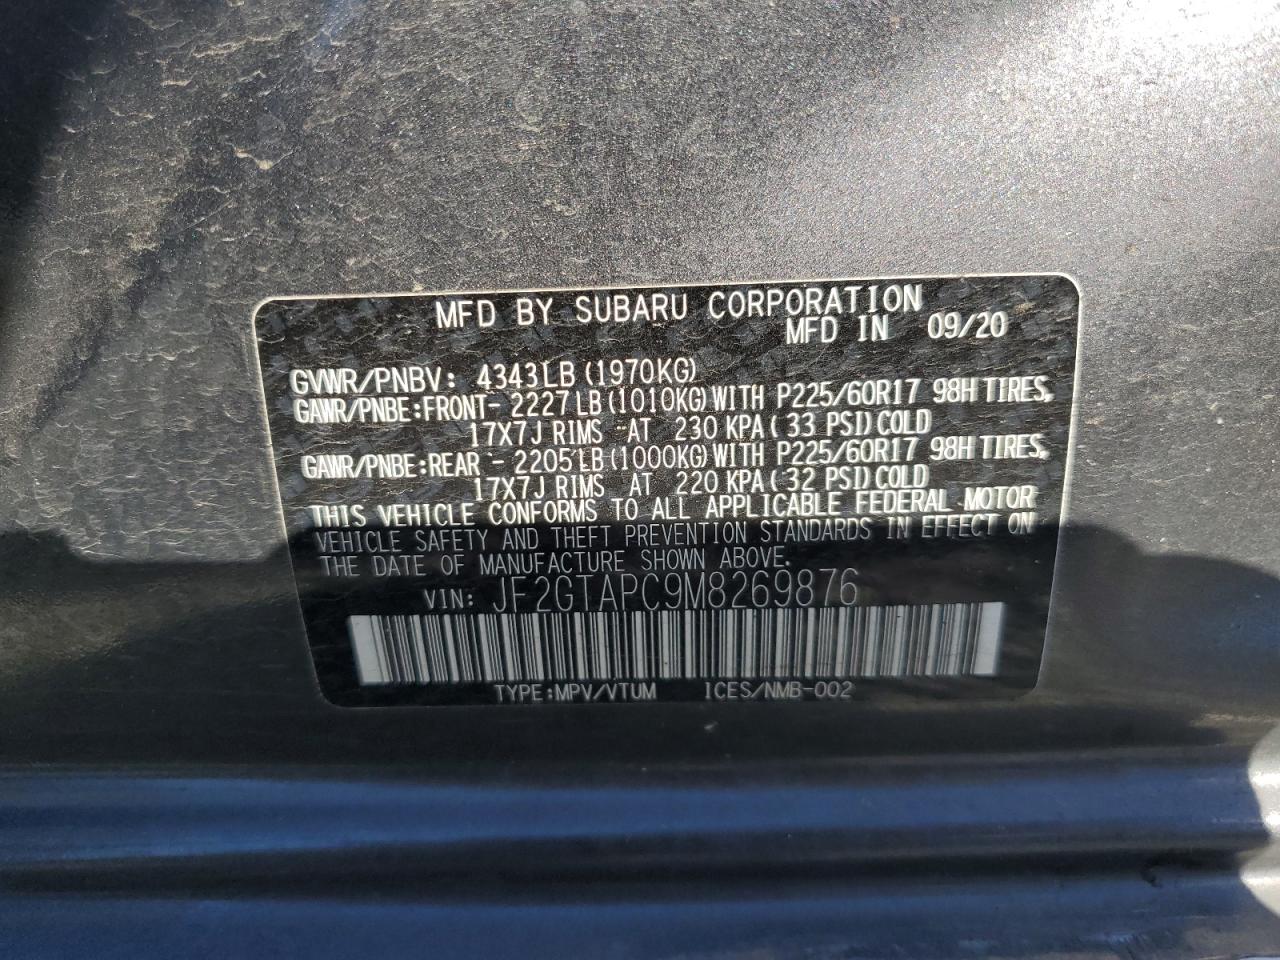 MFD BY SUBARU CORPORATION
MFD IN 09/20
GVWR/PNBV: 4343LB(1970KG)
GAWR/PNBE:FRONT- 2227LB(1010KG)WITH P225/60R17 98H TIRES,
17X7J RIMS AT 230 KPA(33 PSI)COLD
GAWR/PNBE:REAR - 2205LB(1000KG)WITH P225/60R17 98H TIRES,
17X7J RIMS AT 220 KPA(32 PSI)COLD
THIS VEHICLE CONFORMS TO ALL APPLICABLE FEDERAL MOTOR
VEHICLE SAFETY AND THEFT PREVENTION STANDARDS IN EFFECT ON
THE DATE OF MANUFACTURE SHOWN ABOVE.
VIN: JF2GTAPC9M8269876
TYPE:MPV/VTUM ICES/NMB-002